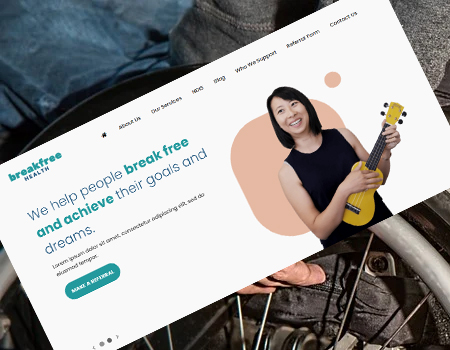 About Us
Our Services
NDIS
Blog
Who We Support
Referral Form
Contact Us
breakfree
HEALTH
We help people break free
and achieve their goals and
dreams.
Lorem ipsum dolor sit amet, consectetur adipiscing elit, sed do
eiusmod tempor.
MAKE A REFERRAL